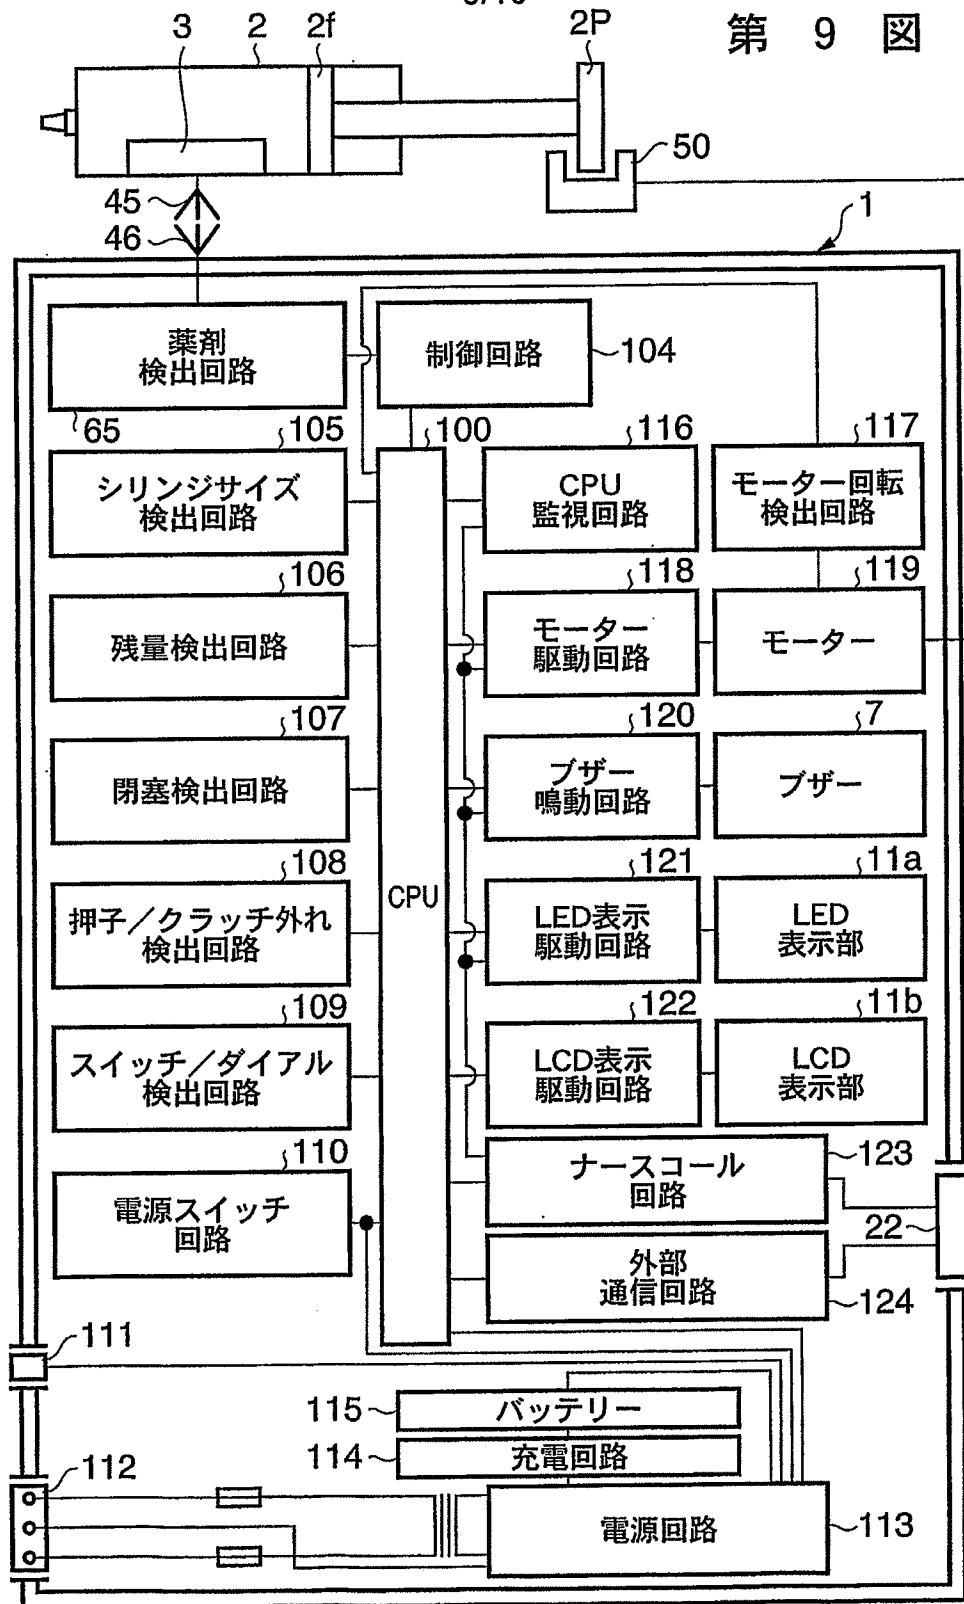 第 9 図
3
2
2f
2P
50
45
46
1
薬剤
検出回路
65
制御回路
104
105
シリンジサイズ
検出回路
100
CPU
116
CPU
監視回路
117
モーター回転
検出回路
106
残量検出回路
118
モーター
駆動回路
119
モーター
107
閉塞検出回路
120
ブザー
鳴動回路
7
ブザー
108
押子/クラッチ外れ
検出回路
121
LED表示
駆動回路
11a
LED
表示部
109
スイッチ/ダイアル
検出回路
122
LCD表示
駆動回路
11b
LCD
表示部
110
電源スイッチ
回路
ナースコール
回路
123
22
外部
通信回路
124
111
115
バッテリー
114
充電回路
112
電源回路
113